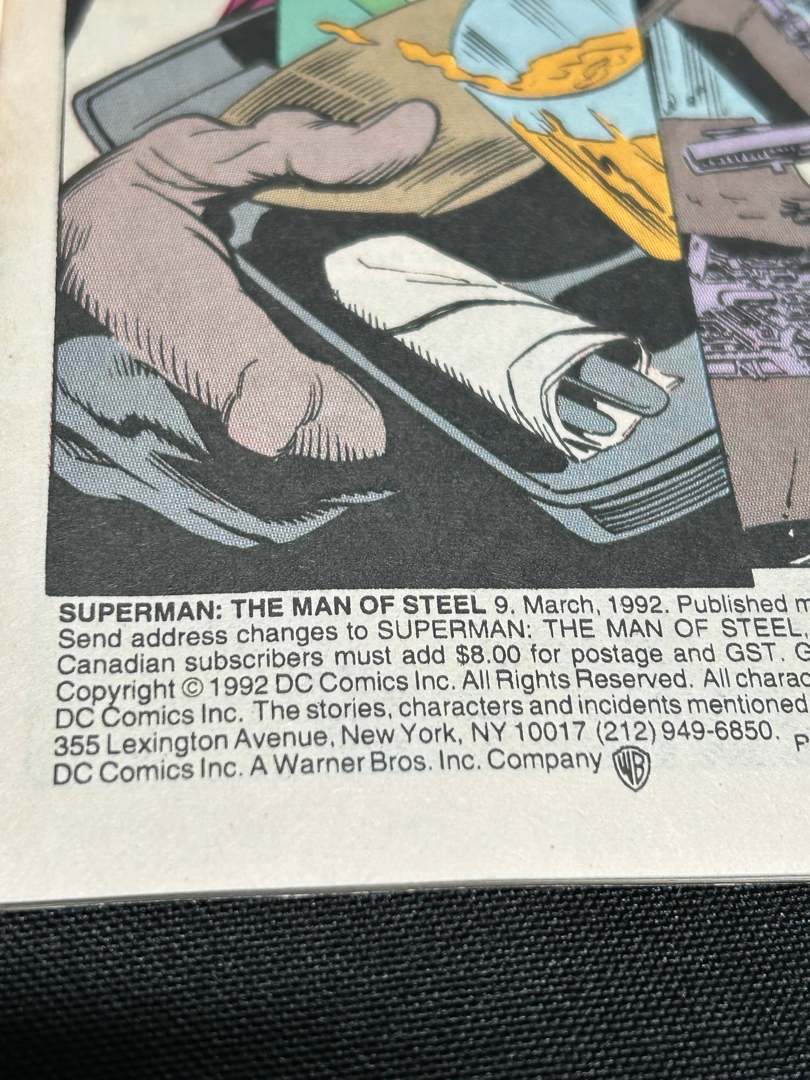 SUPERMAN: THE MAN OF STEEL 9. March, 1992. Published
Send address changes to SUPERMAN: THE MAN OF STEEL,
Canadian subscribers must add $8.00 for postage and GST.
Copyright © 1992 DC Comics Inc. All Rights Reserved. All
DC Comics Inc. The stories, characters and incidents mentioned
355 Lexington Avenue, New York, NY 10017 (212) 949-6850.
DC Comics Inc. A Warner Bros. Inc. Company WB